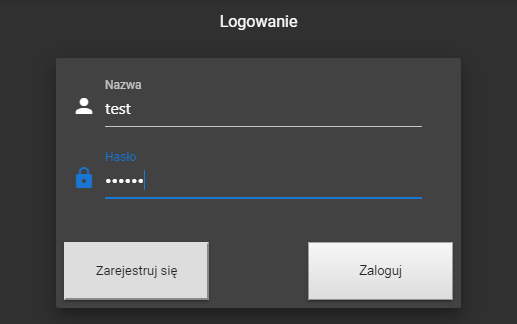 Logowanie
Nazwa
test
Hasło
••••••
Zarejestruj się
Zaloguj